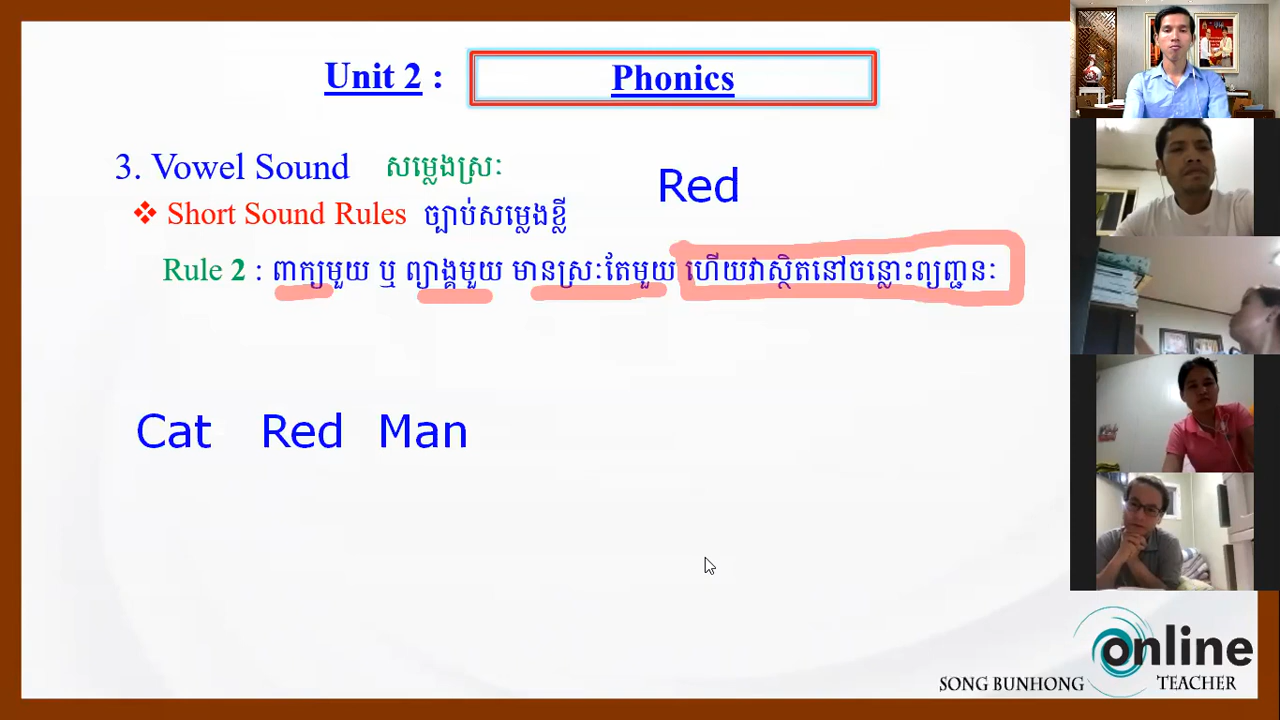 Unit 2 : Phonics
3. Vowel Sound សម្លេងស្រៈ
Red
❖ Short Sound Rules ច្បាប់សម្លេងខ្លី
Rule 2 : ពាក្យមួយ ឬ ព្យាង្គមួយ មានស្រៈតែមួយ ហើយវាស្ថិតនៅចន្លោះព្យញ្ជនៈ
Cat Red Man
online
SONG BUNHONG TEACHER